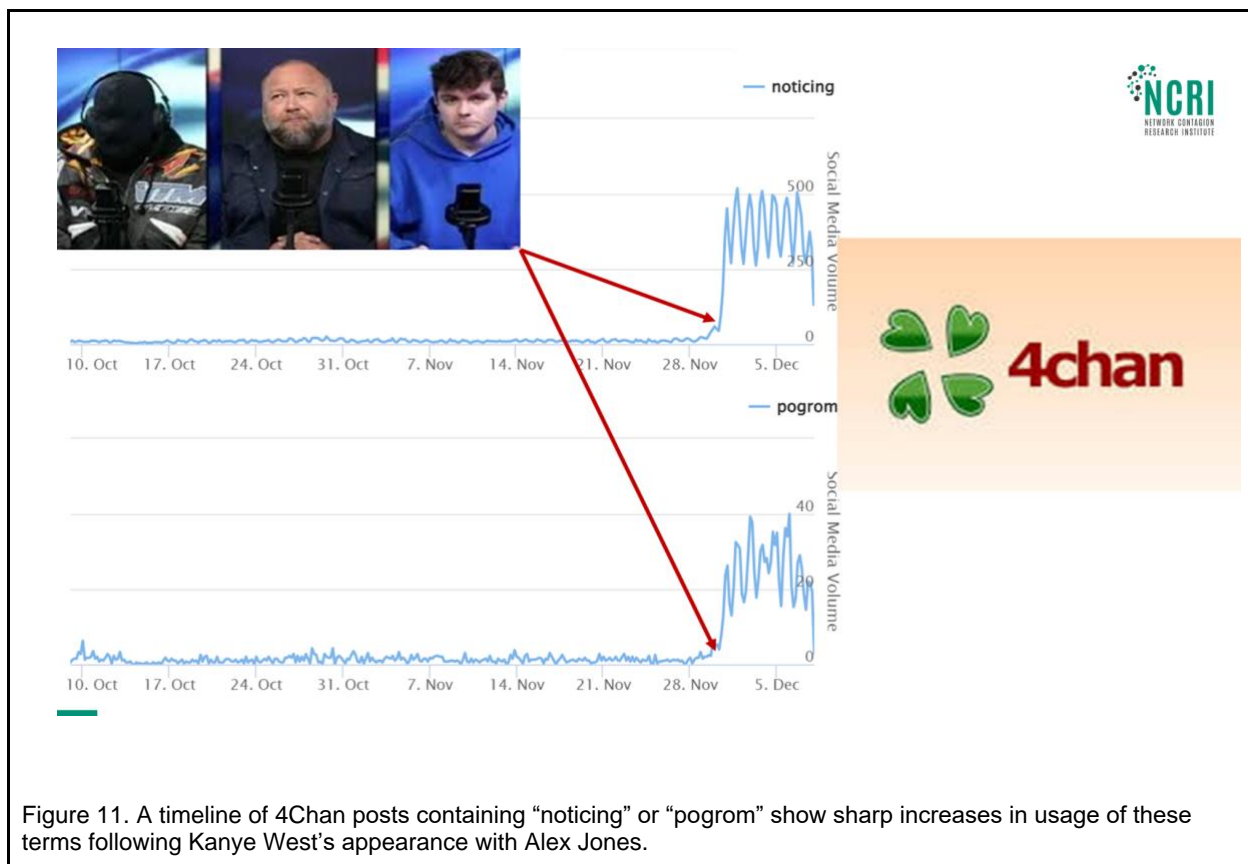 noticing
NCRI
NETWORK CONTAGION
RESEARCH INSTITUTE
Social Media Volume
500
250
0
10. Oct 17. Oct 24. Oct 31. Oct 7. Nov 14. Nov 21. Nov 28. Nov 5. Dec
4chan
pogrom
Social Media Volume
40
20
0
10. Oct 17. Oct 24. Oct 31. Oct 7. Nov 14. Nov 21. Nov 28. Nov 5. Dec
Figure 11. A timeline of 4Chan posts containing “noticing” or “pogrom” show sharp increases in usage of these
terms following Kanye West’s appearance with Alex Jones.